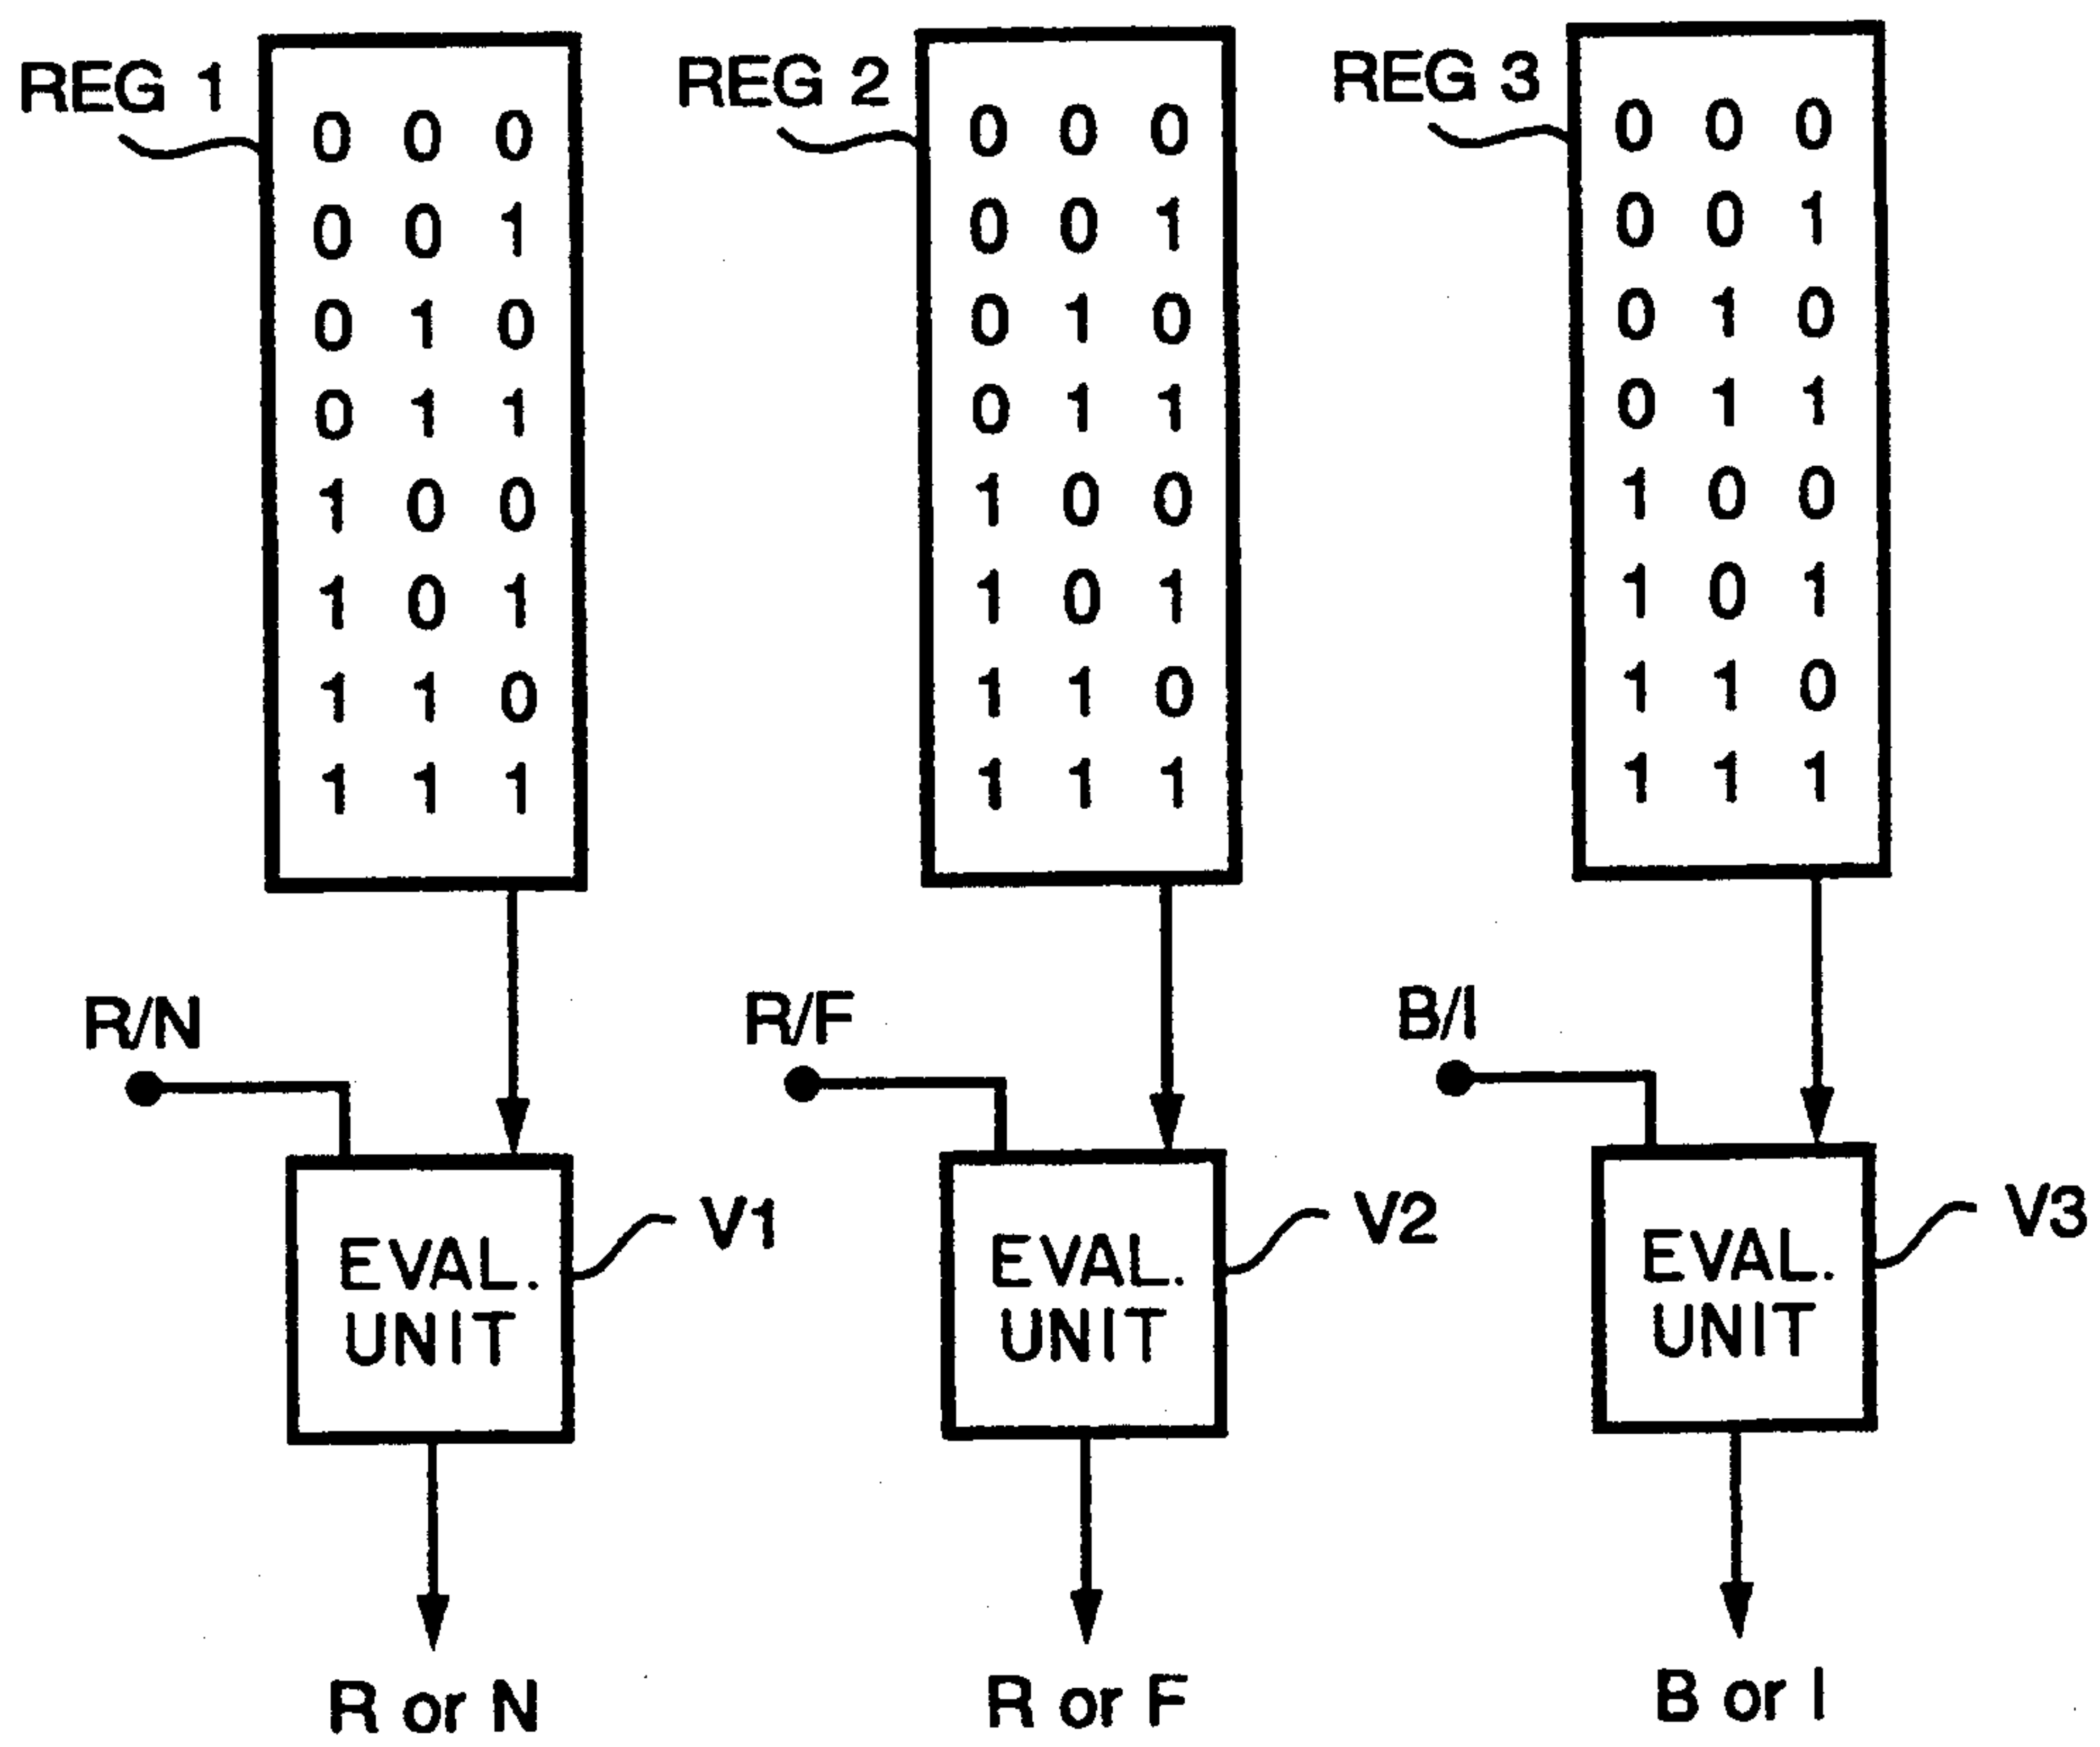 REG 1
0 0 0
0 0 1
0 1 0
0 1 1
1 0 0
1 0 1
1 1 0
1 1 1
R/N
EVAL.
UNIT
V1
R or N
REG 2
0 0 0
0 0 1
0 1 0
0 1 1
1 0 0
1 0 1
1 1 0
1 1 1
R/F
EVAL.
UNIT
V2
R or F
REG 3
0 0 0
0 0 1
0 1 0
0 1 1
1 0 0
1 0 1
1 1 0
1 1 1
B/I
EVAL.
UNIT
V3
B or I